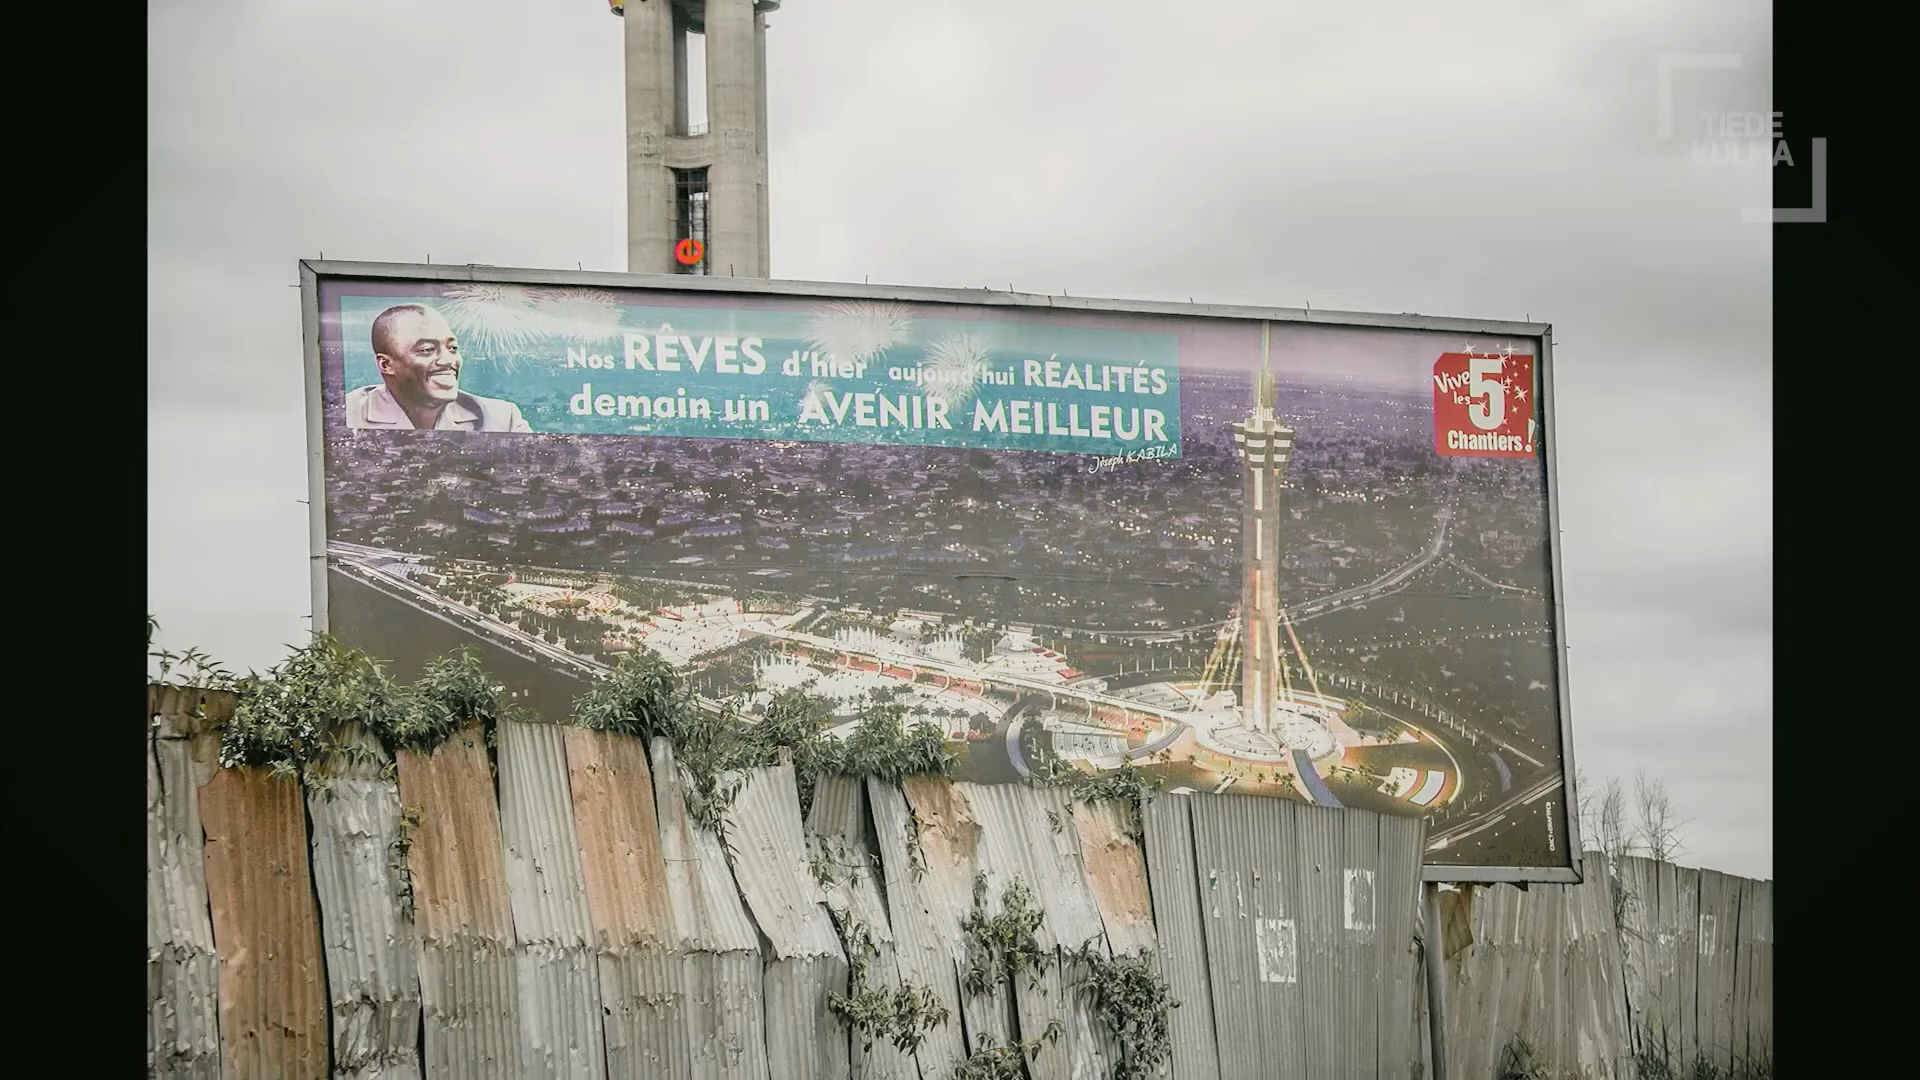 TIEDE
KULMA
e
Nos RÊVES d'hier aujourd'hui RÉALITÉS
demain un AVENIR MEILLEUR
Joseph KABILA
Vive
les 5
Chantiers!